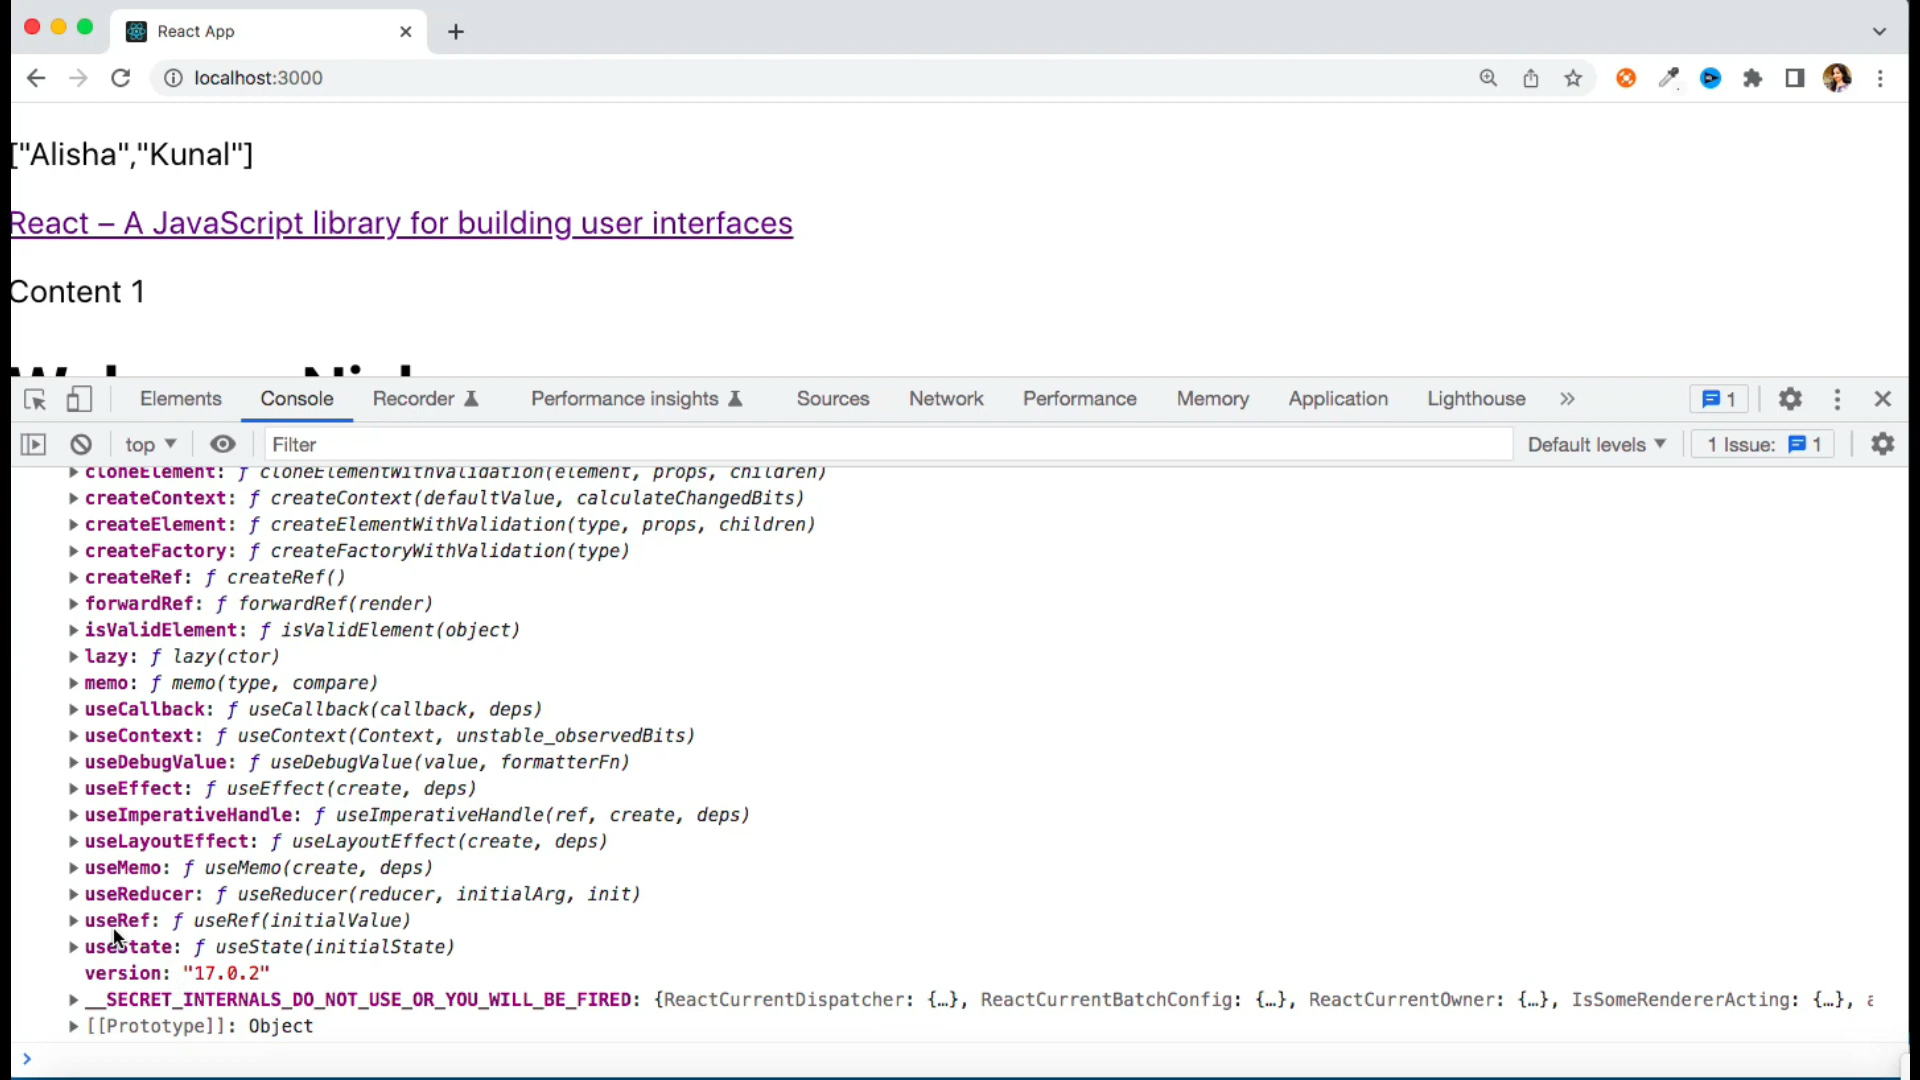 React App
localhost:3000
["Alisha","Kunal"]
React – A JavaScript library for building user interfaces
Content 1
Elements Console Recorder Performance insights Sources Network Performance Memory Application Lighthouse » 1
top Filter Default levels 1 Issue: 1
cloneElement: ƒ cloneElementWithValidation(element, props, children)
createContext: ƒ createContext(defaultValue, calculateChangedBits)
createElement: ƒ createElementWithValidation(type, props, children)
createFactory: ƒ createFactoryWithValidation(type)
createRef: ƒ createRef()
forwardRef: ƒ forwardRef(render)
isValidElement: ƒ isValidElement(object)
lazy: ƒ lazy(ctor)
memo: ƒ memo(type, compare)
useCallback: ƒ useCallback(callback, deps)
useContext: ƒ useContext(Context, unstable_observedBits)
useDebugValue: ƒ useDebugValue(value, formatterFn)
useEffect: ƒ useEffect(create, deps)
useImperativeHandle: ƒ useImperativeHandle(ref, create, deps)
useLayoutEffect: ƒ useLayoutEffect(create, deps)
useMemo: ƒ useMemo(create, deps)
useReducer: ƒ useReducer(reducer, initialArg, init)
useRef: ƒ useRef(initialValue)
useState: ƒ useState(initialState)
version: "17.0.2"
__SECRET_INTERNALS_DO_NOT_USE_OR_YOU_WILL_BE_FIRED: {ReactCurrentDispatcher: {…}, ReactCurrentBatchConfig: {…}, ReactCurrentOwner: {…}, IsSomeRendererActing: {…},
[[Prototype]]: Object